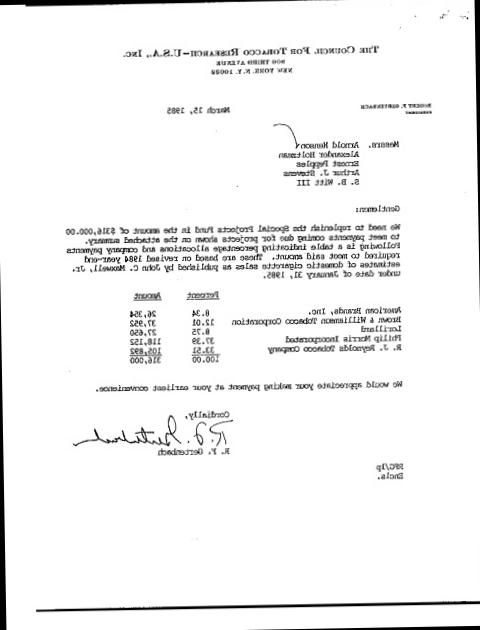 THE COUNCIL FOR TOBACCO RESEARCH—U.S.A., INC.
900 THIRD AVENUE
NEW YORK, N. Y. 10022
ROBERT F. GERTENBACH
March 15, 1985
Messrs. Arnold Henson
Alexander Holtzman
Ernest Pepples
Arthur J. Stevens
S. B. Witt III
Gentlemen:
We need to replenish the Special Projects Fund in the amount of $316,000.00
to meet payments coming due for projects shown on the attached summary.
Following is a table indicating percentage allocations and company payments
required to meet said amount. These are based on revised 1984 year-end
estimates of domestic cigarette sales as published by John C. Maxwell, Jr.
under date of January 31, 1985.
Percent Amount
American Brands, Inc. 8.34 26,354
Brown & Williamson Tobacco Corporation 12.01 37,952
Lorillard 8.75 27,650
Philip Morris Incorporated 37.39 118,152
R. J. Reynolds Tobacco Company 33.51 105,892
100.00 316,000
We would appreciate your making payment at your earliest convenience.
Cordially,
R. F. Gertenbach
R. F. Gertenbach
RFG/lp
Encls.